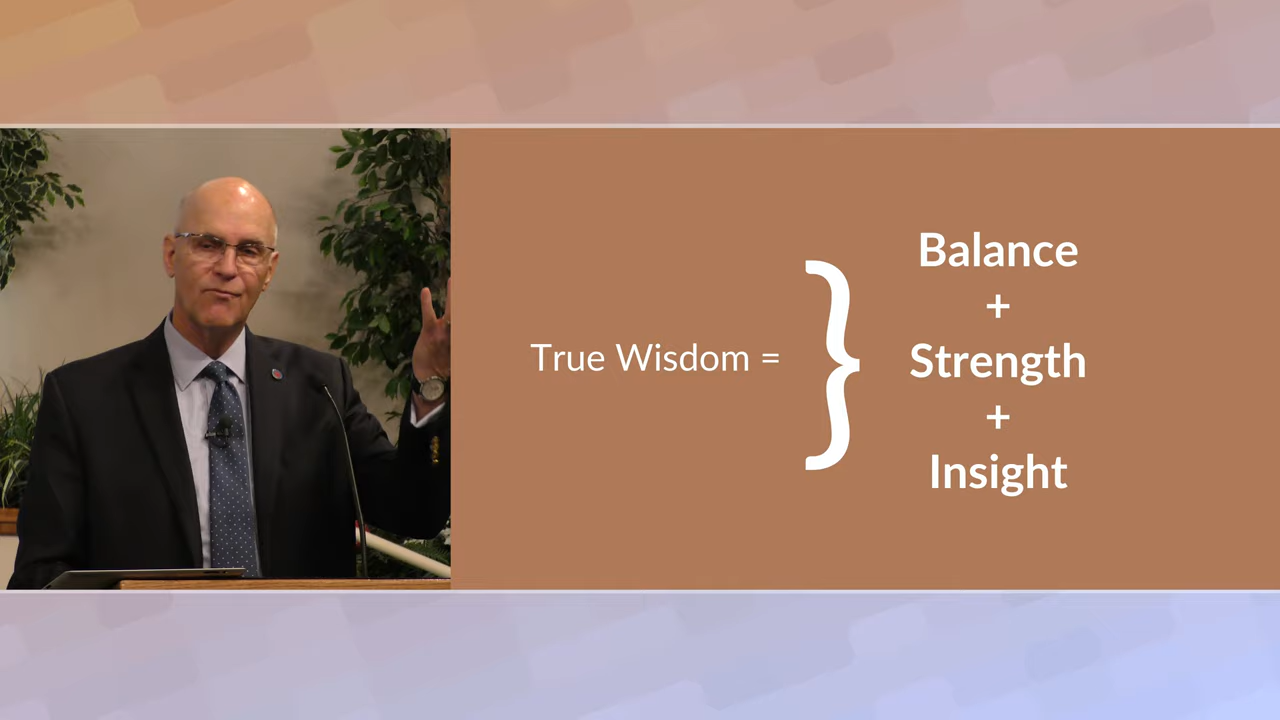 True Wisdom =
}
Balance
+
Strength
+
Insight